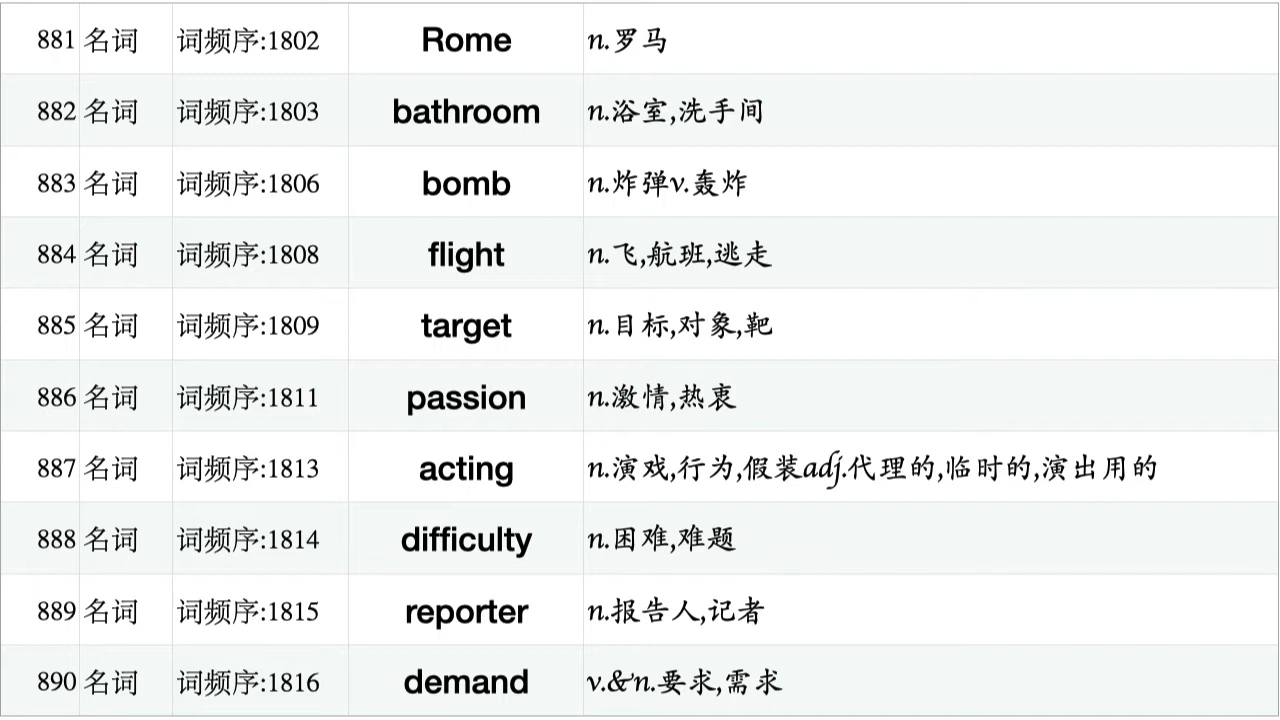 881 名词 词频序:1802 Rome n.罗马
882 名词 词频序:1803 bathroom n.浴室,洗手间
883 名词 词频序:1806 bomb n.炸弹v.轰炸
884 名词 词频序:1808 flight n.飞,航班,逃走
885 名词 词频序:1809 target n.目标,对象,靶
886 名词 词频序:1811 passion n.激情,热衷
887 名词 词频序:1813 acting n.演戏,行为,假装adj.代理的,临时的,演出用的
888 名词 词频序:1814 difficulty n.困难,难题
889 名词 词频序:1815 reporter n.报告人,记者
890 名词 词频序:1816 demand v.&n.要求,需求